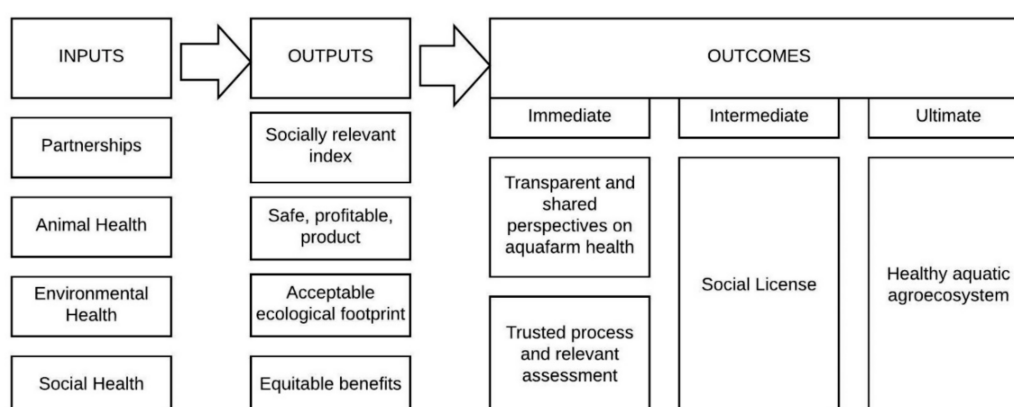 INPUTS
OUTPUTS
OUTCOMES
Immediate
Intermediate
Ultimate
Partnerships
Animal Health
Environmental
Health
Social Health
Socially relevant
index
Safe, profitable,
product
Acceptable
ecological footprint
Equitable benefits
Transparent and
shared
perspectives on
aquafarm health
Trusted process
and relevant
assessment
Social License
Healthy aquatic
agroecosystem